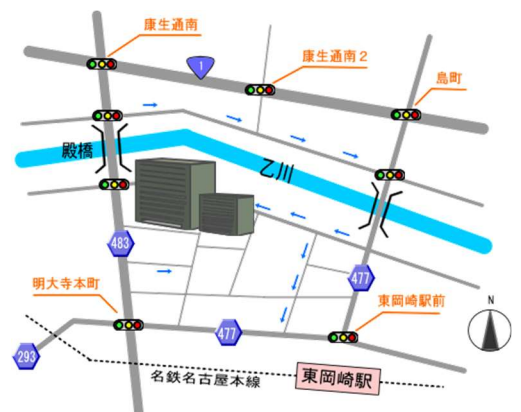 康生通南
康生通南2
1
島町
殿橋
乙川
483
477
明大寺本町
東岡崎駅前
N
477
293
名鉄名古屋本線
東岡崎駅